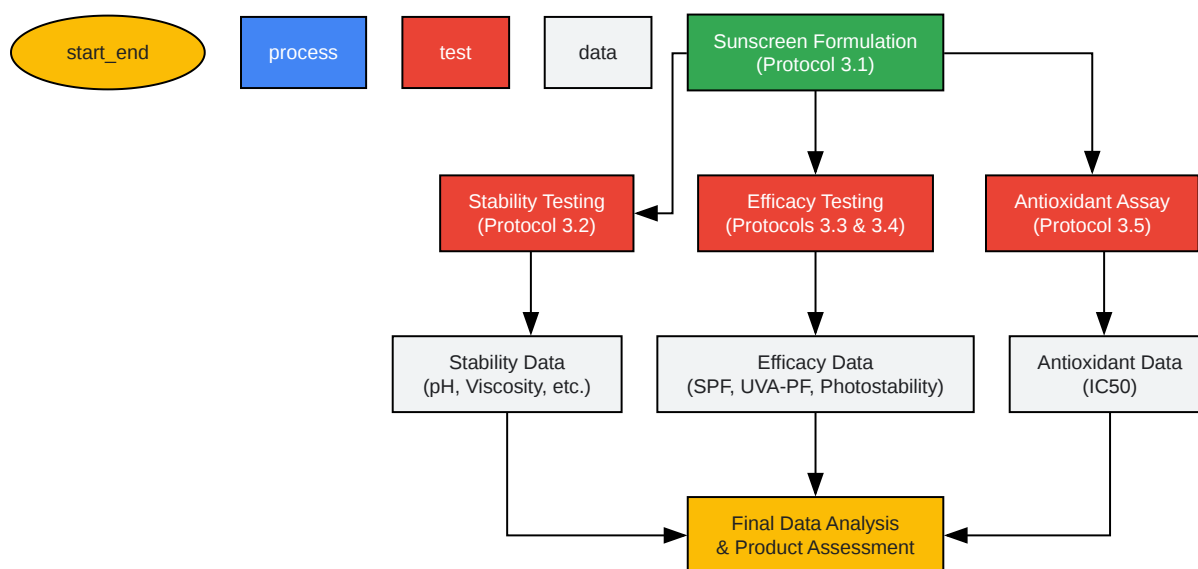 start_end
process
test
data
Sunscreen Formulation
(Protocol 3.1)
Stability Testing
(Protocol 3.2)
Efficacy Testing
(Protocols 3.3 & 3.4)
Antioxidant Assay
(Protocol 3.5)
Stability Data
(pH, Viscosity, etc.)
Efficacy Data
(SPF, UVA-PF, Photostability)
Antioxidant Data
(IC50)
Final Data Analysis
& Product Assessment